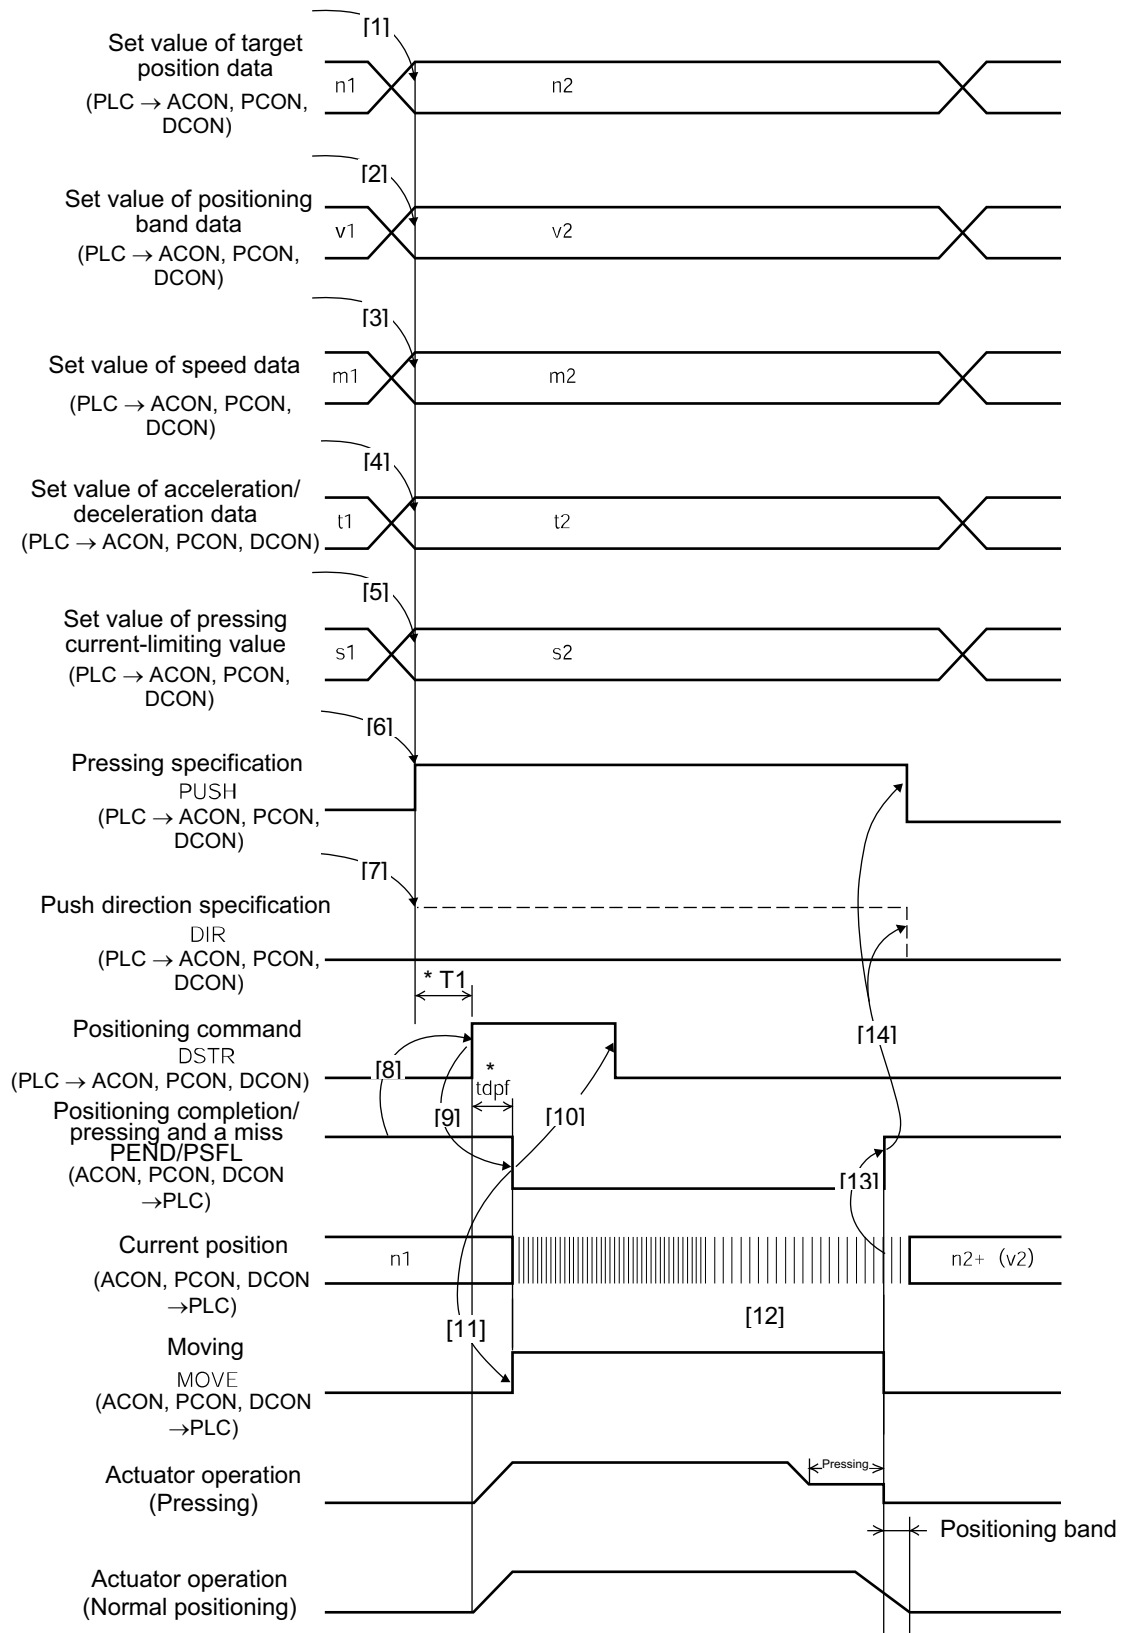 [1]
Set value of target
position data
(PLC → ACON, PCON,
DCON)
n1
n2
[2]
Set value of positioning
band data
(PLC → ACON, PCON,
DCON)
v1
v2
[3]
Set value of speed data
(PLC → ACON, PCON,
DCON)
m1
m2
[4]
Set value of acceleration/
deceleration data
(PLC → ACON, PCON, DCON)
t1
t2
[5]
Set value of pressing
current-limiting value
(PLC → ACON, PCON,
DCON)
s1
s2
[6]
Pressing specification
PUSH
(PLC → ACON, PCON,
DCON)
[7]
Push direction specification
DIR
(PLC → ACON, PCON,
DCON)
* T1
Positioning command
DSTR
(PLC → ACON, PCON, DCON)
[8]
*
tdpf
[9]
[10]
[14]
Positioning completion/
pressing and a miss
PEND/PSFL
(ACON, PCON, DCON
→PLC)
[13]
Current position
(ACON, PCON, DCON
→PLC)
n1
n2+ (v2)
[11]
[12]
Moving
MOVE
(ACON, PCON, DCON
→PLC)
Actuator operation
(Pressing)
Pressing
Positioning band
Actuator operation
(Normal positioning)